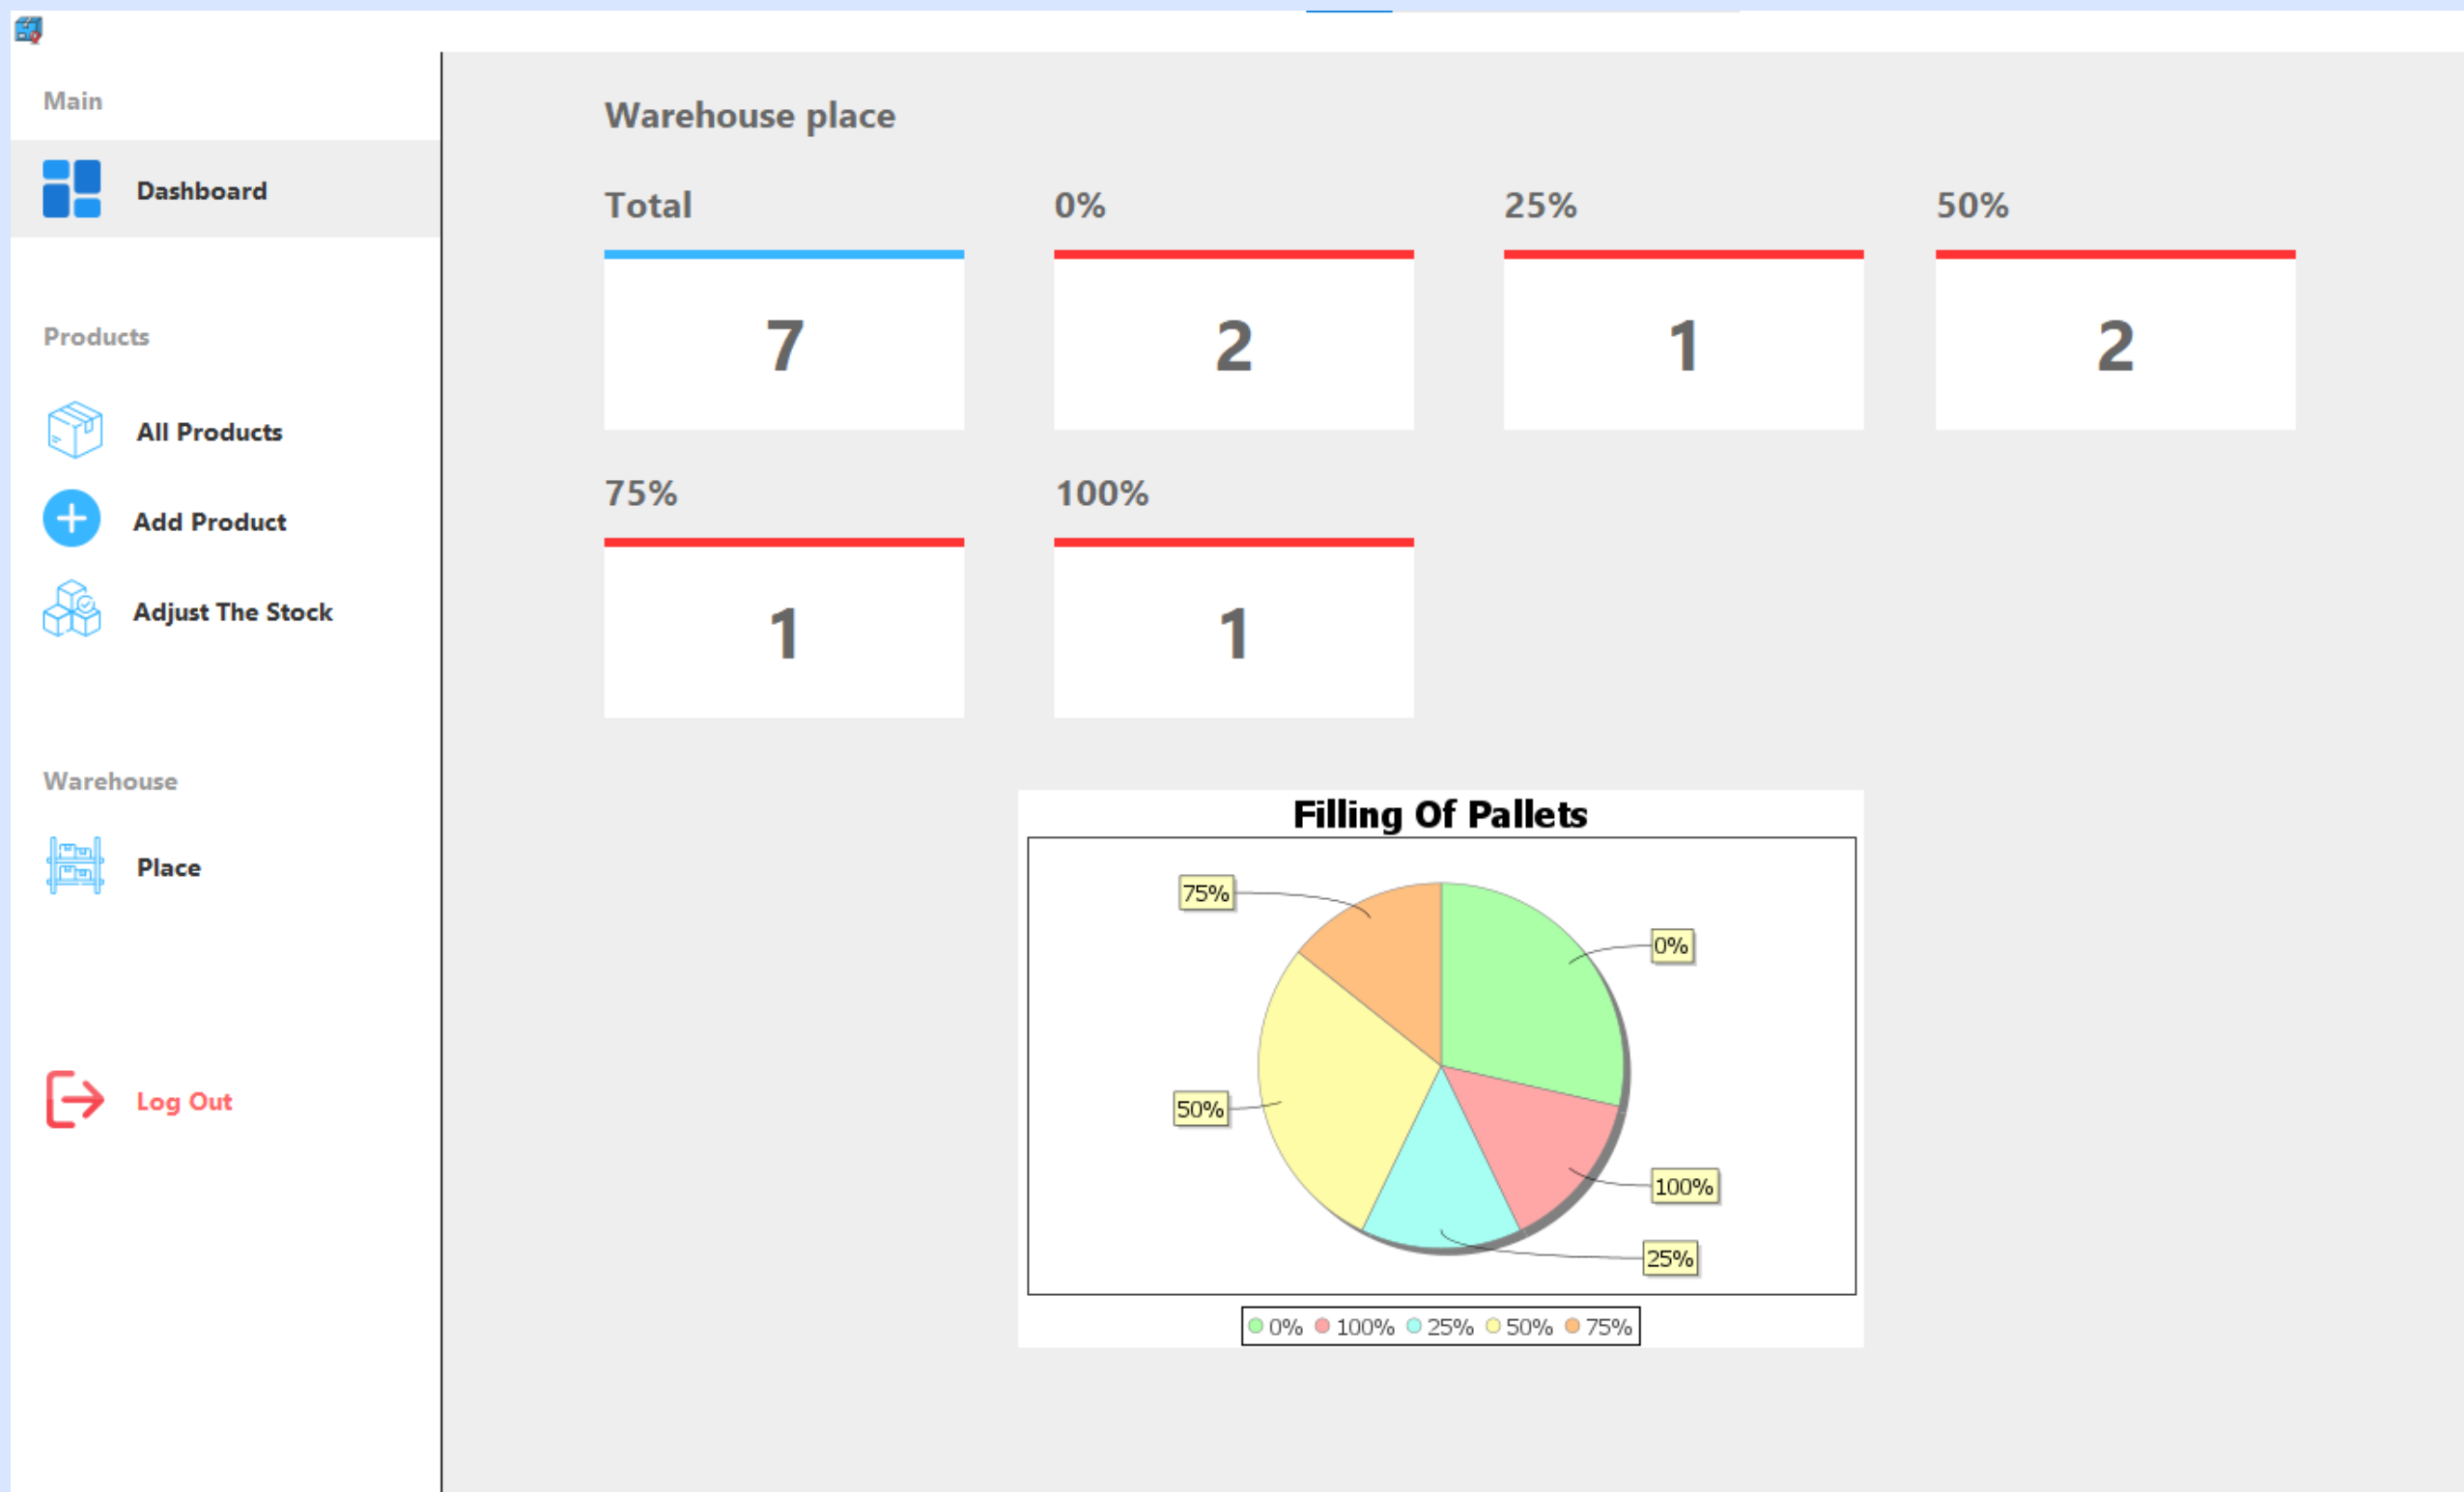 Main
Dashboard
Products
All Products
Add Product
Adjust The Stock
Warehouse
Place
Log Out
Warehouse place
Total 0% 25% 50%
7 2 1 2
75% 100%
1 1
Filling Of Pallets
75%
0%
50%
100%
25%
0% 100% 25% 50% 75%